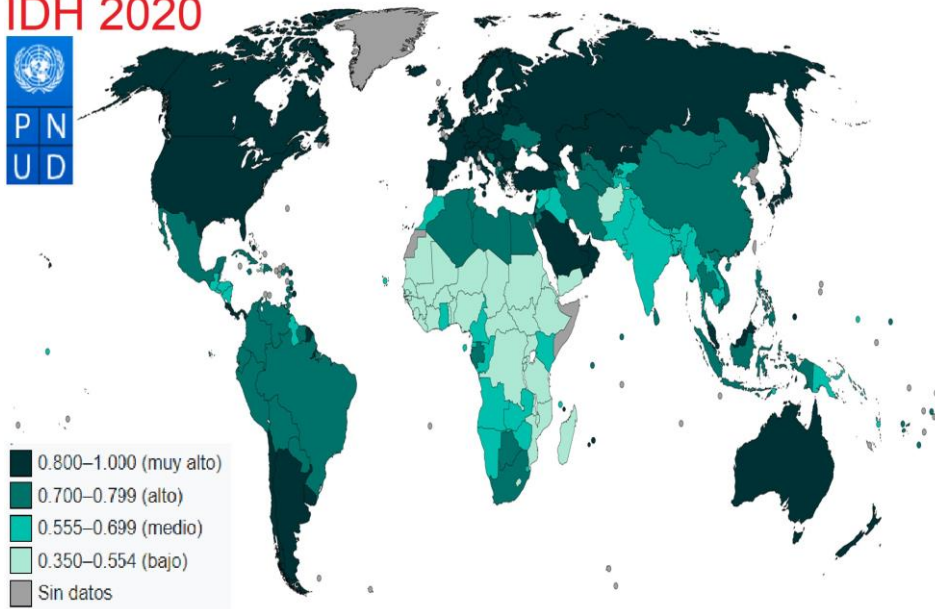 IDH 2020
P N
U D
0.800–1.000 (muy alto)
0.700–0.799 (alto)
0.555–0.699 (medio)
0.350–0.554 (bajo)
Sin datos